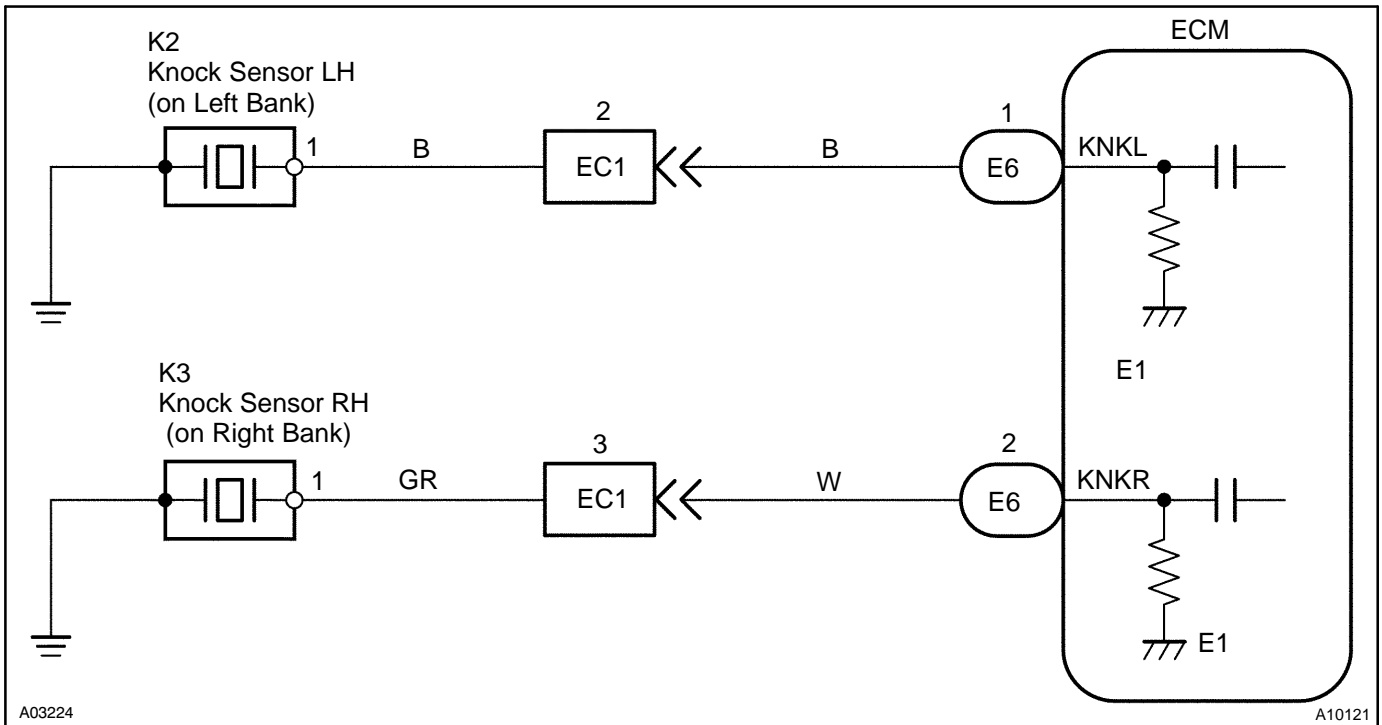 ECM
K2
Knock Sensor LH
(on Left Bank)
1
B
2
EC1
B
1
E6
KNKL
E1
K3
Knock Sensor RH
(on Right Bank)
1
GR
3
EC1
W
2
E6
KNKR
E1
A03224
A10121